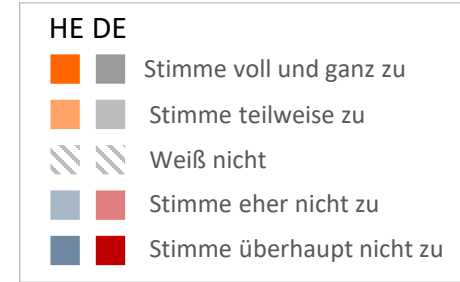 HE DE
Stimme voll und ganz zu
Stimme teilweise zu
Weiß nicht
Stimme eher nicht zu
Stimme überhaupt nicht zu